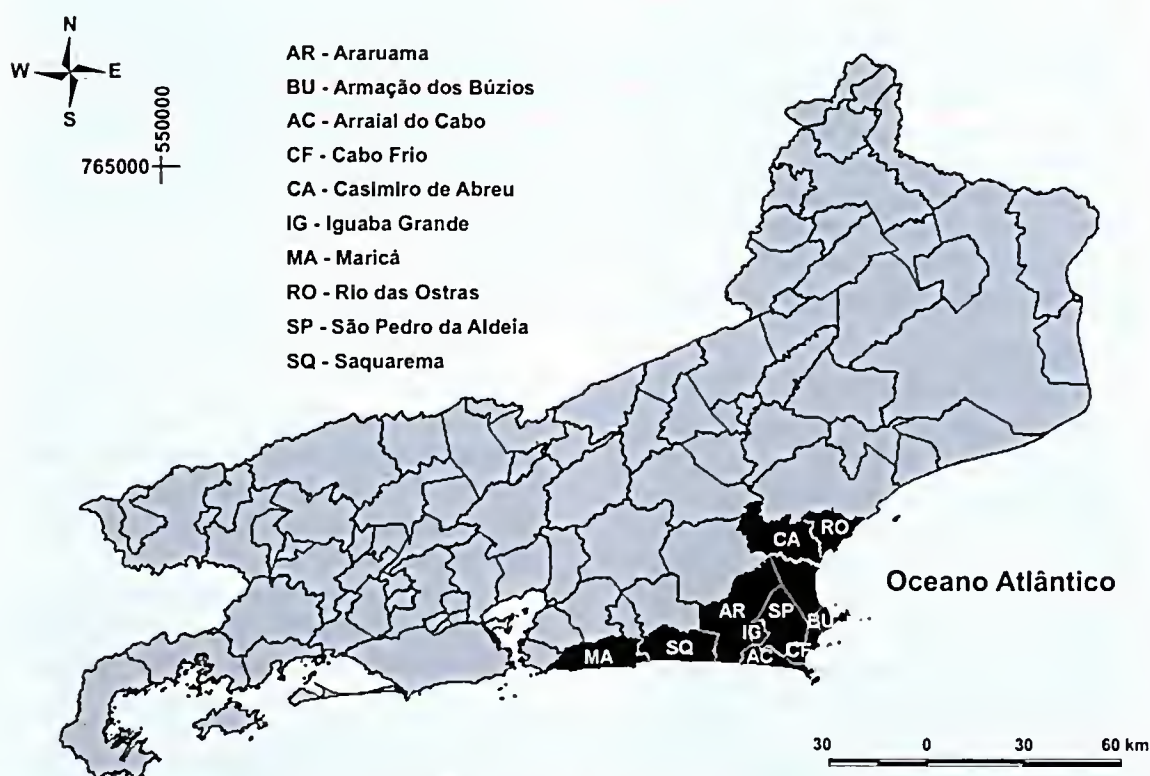 N
W E
S
550000
765000
AR - Araruama
BU - Armação dos Búzios
AC - Arraial do Cabo
CF - Cabo Frio
CA - Casimiro de Abreu
IG - Iguaba Grande
MA - Maricá
RO - Rio das Ostras
SP - São Pedro da Aldeia
SQ - Saquarema
RO
CA
Oceano Atlântico
AR SP
BU
IG
MA SQ AC CF
30 0 30 60 km